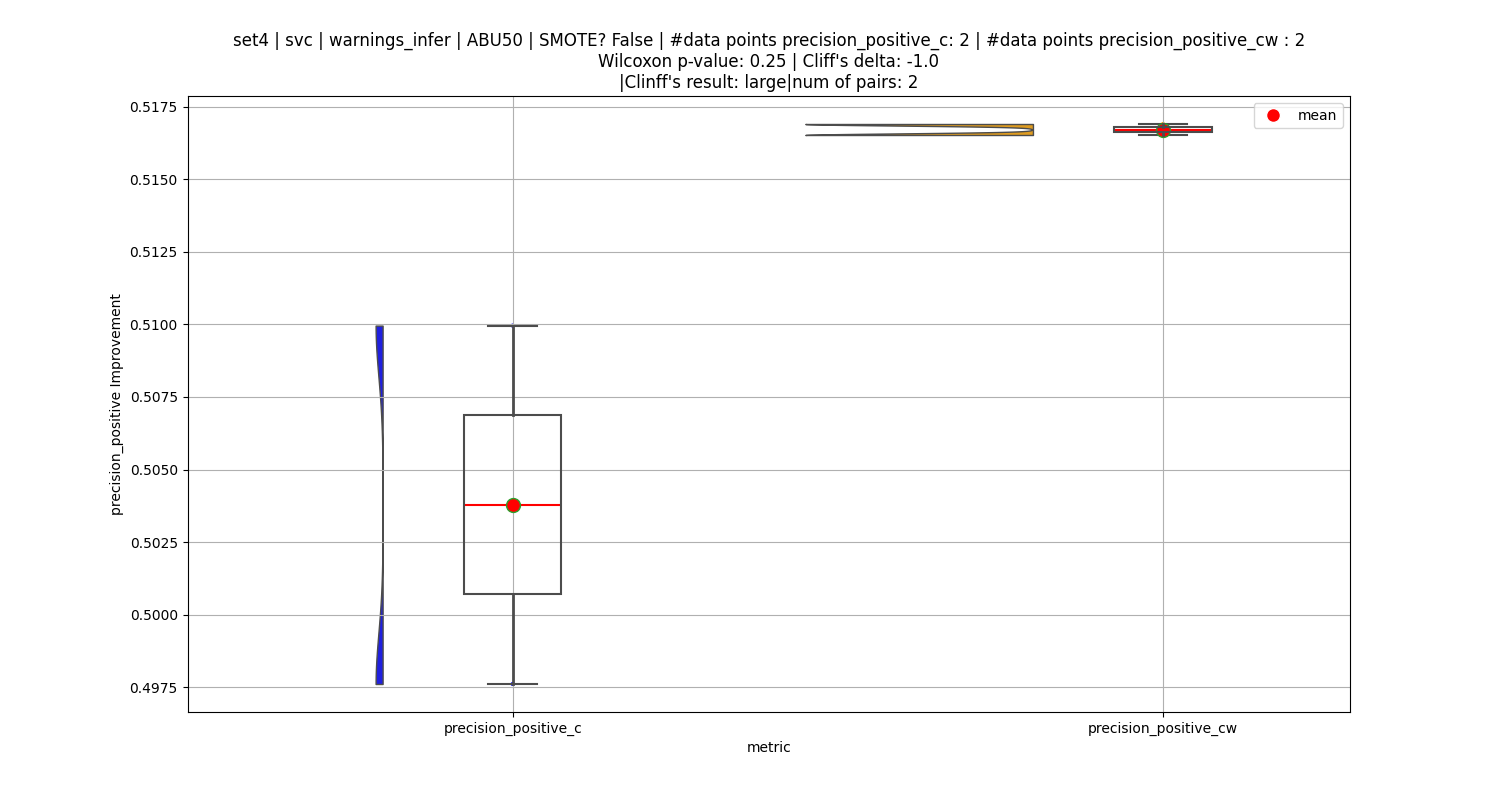 set4 | svc | warnings_infer | ABU50 | SMOTE? False | #data points precision_positive_c: 2 | #data points precision_positive_cw : 2
Wilcoxon p-value: 0.25 | Cliff's delta: -1.0
|Clinff's result: large|num of pairs: 2
mean
0.5175
0.5150
0.5125
0.5100
0.5075
0.5050
0.5025
0.5000
0.4975
precision_positive Improvement
precision_positive_c
precision_positive_cw
metric